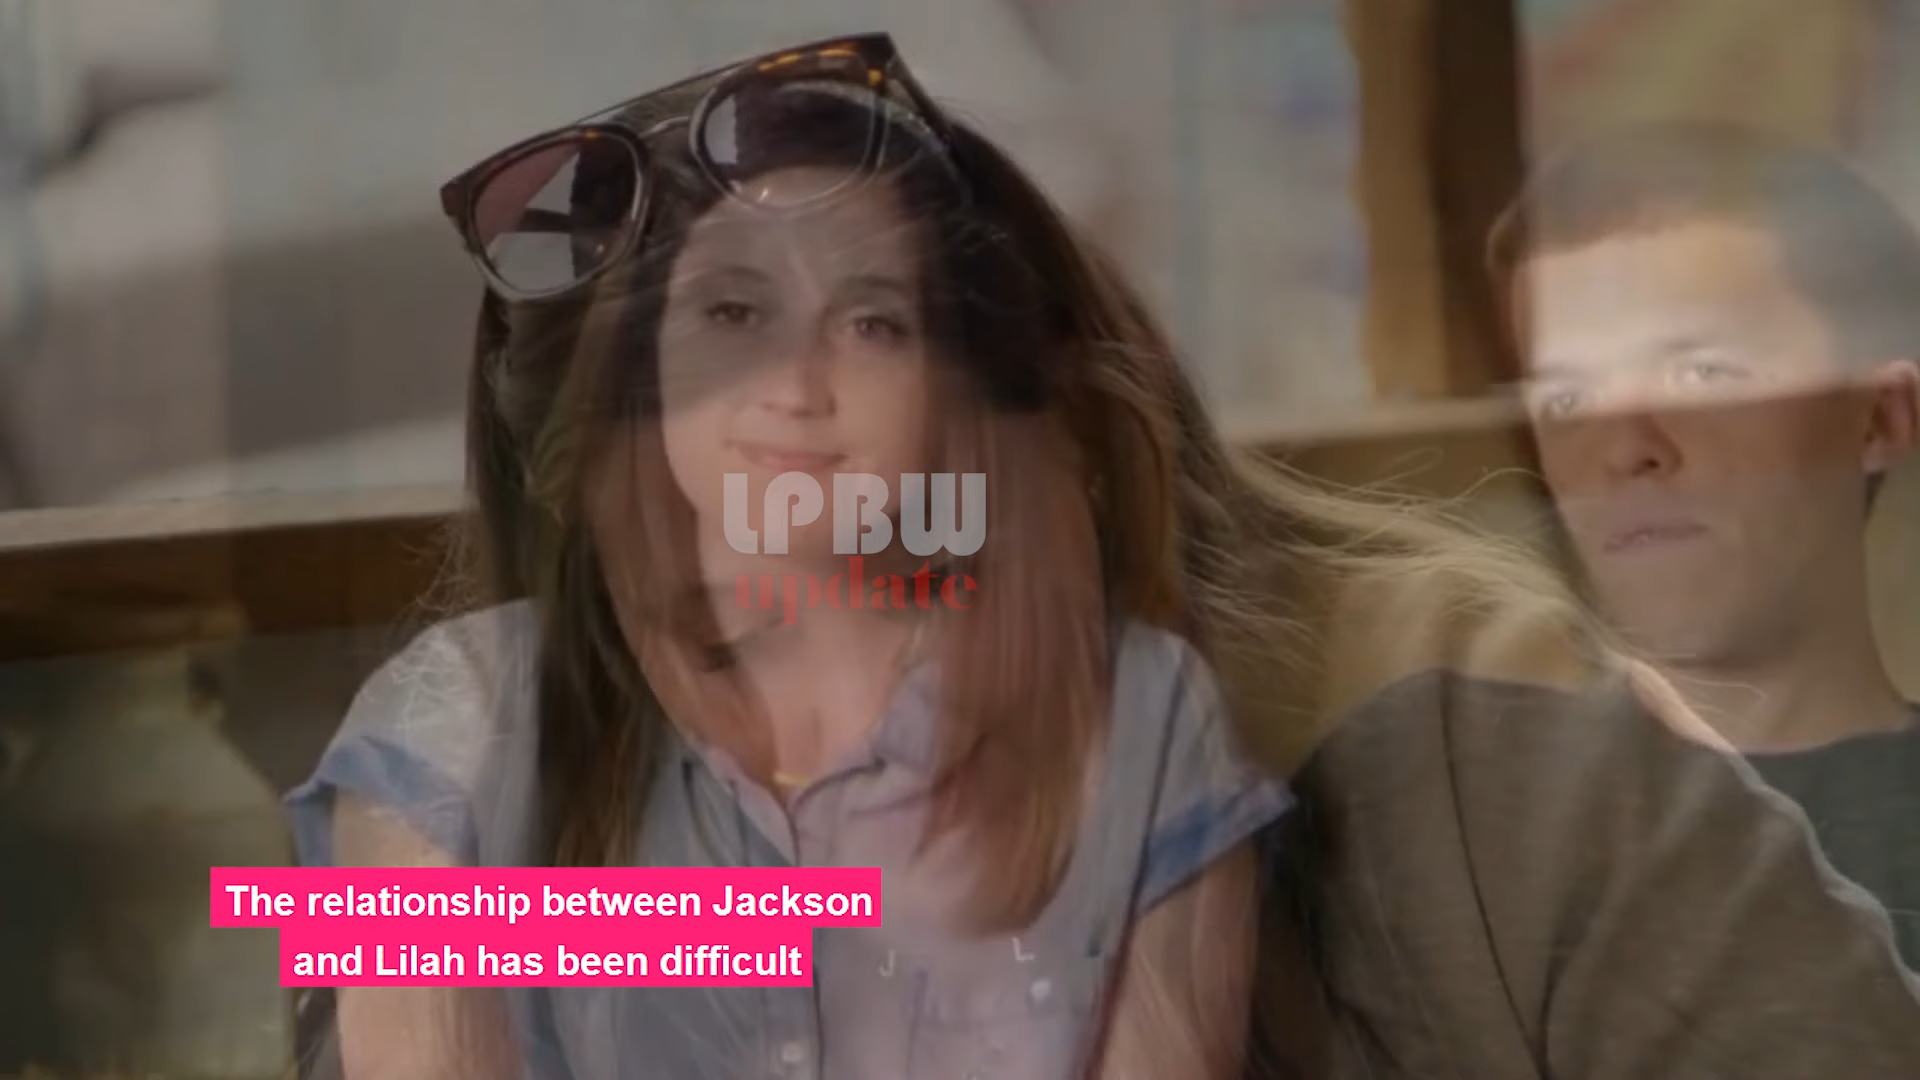 LPBW
update
The relationship between Jackson
and Lilah has been difficult
J L